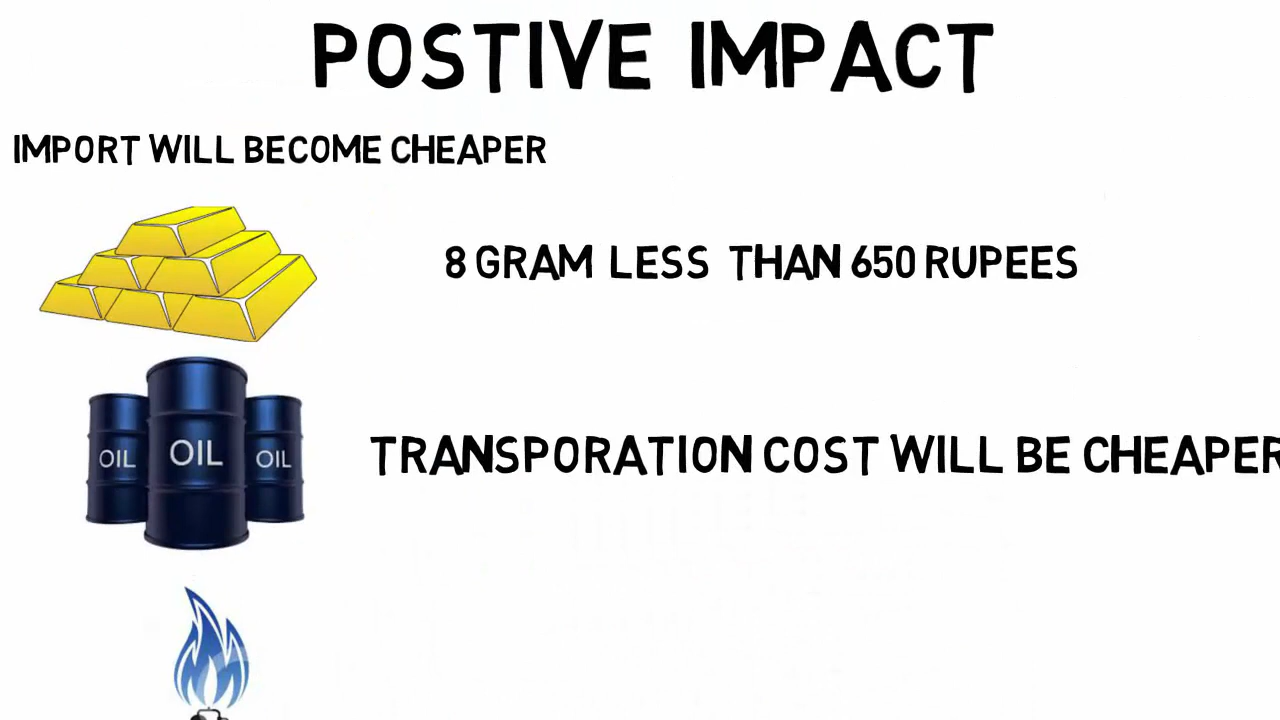 POSTIVE IMPACT
IMPORT WILL BECOME CHEAPER
8 GRAM LESS THAN 650 RUPEES
OIL OIL OIL
TRANSPORATION COST WILL BE CHEAPER